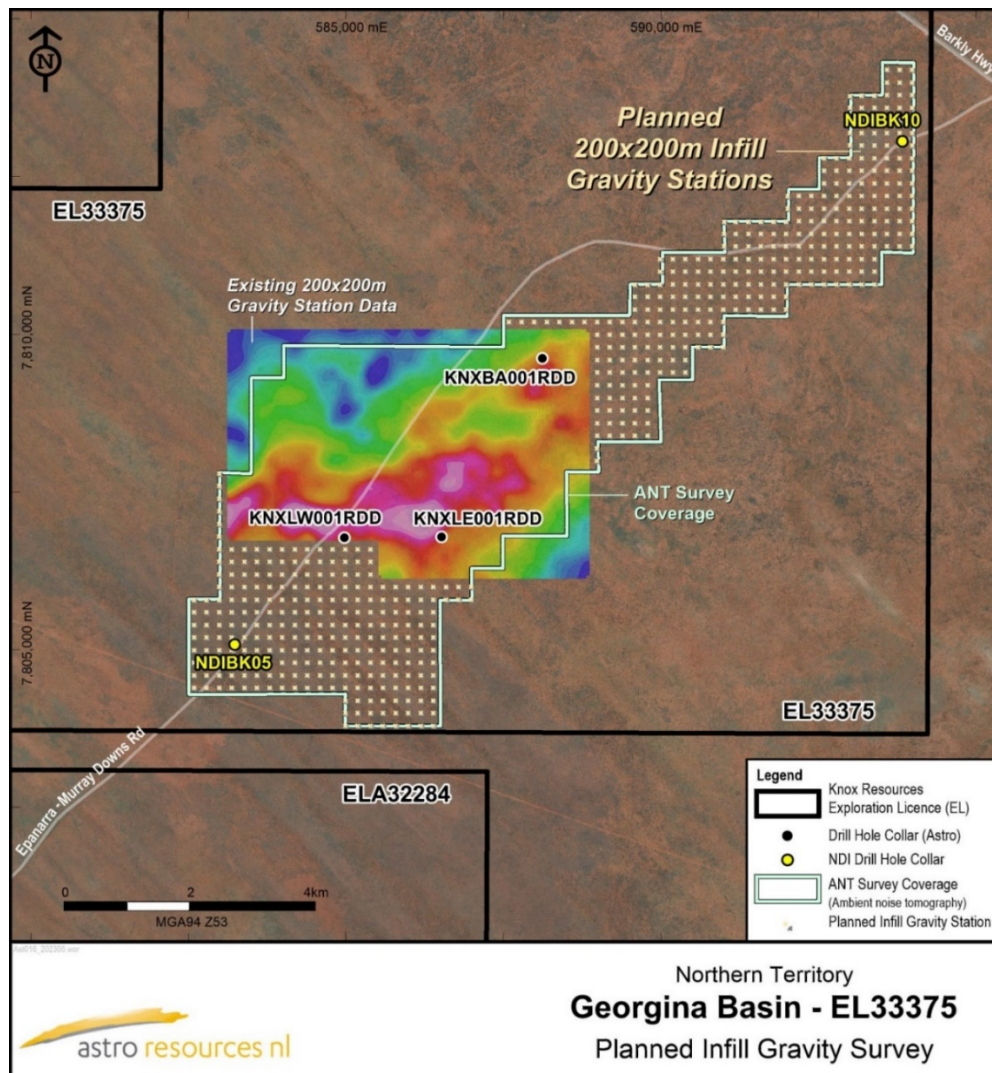 585,000 mE
590,000 mE
N
Barkly Hwy
Planned
200x200m Infill
Gravity Stations
NDIBK10
EL33375
Existing 200x200m
Gravity Station Data
7,810,000 mN
KNXBA001RDD
ANT Survey
Coverage
KNXLW001RDD
KNXLE001RDD
7,805,000 mN
NDIBK05
EL33375
Epanarra - Murray Downs Rd
ELA32284
Legend
Knox Resources
Exploration Licence (EL)
Drill Hole Collar (Astro)
NDI Drill Hole Collar
ANT Survey Coverage
(Ambient noise tomography)
Planned Infill Gravity Station
0 2 4km
MGA94 Z53
Northern Territory
Georgina Basin - EL33375
Planned Infill Gravity Survey
astro resources nl